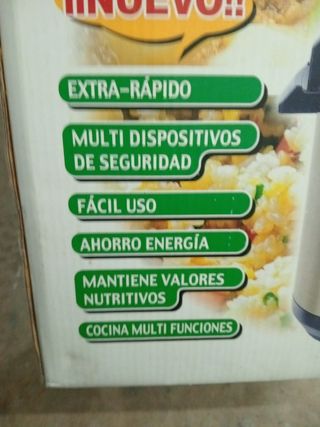 ¡¡NUEVO!!
EXTRA-RÁPIDO
MULTI DISPOSITIVOS
DE SEGURIDAD
FÁCIL USO
AHORRO ENERGÍA
MANTIENE VALORES
NUTRITIVOS
COCINA MULTI FUNCIONES